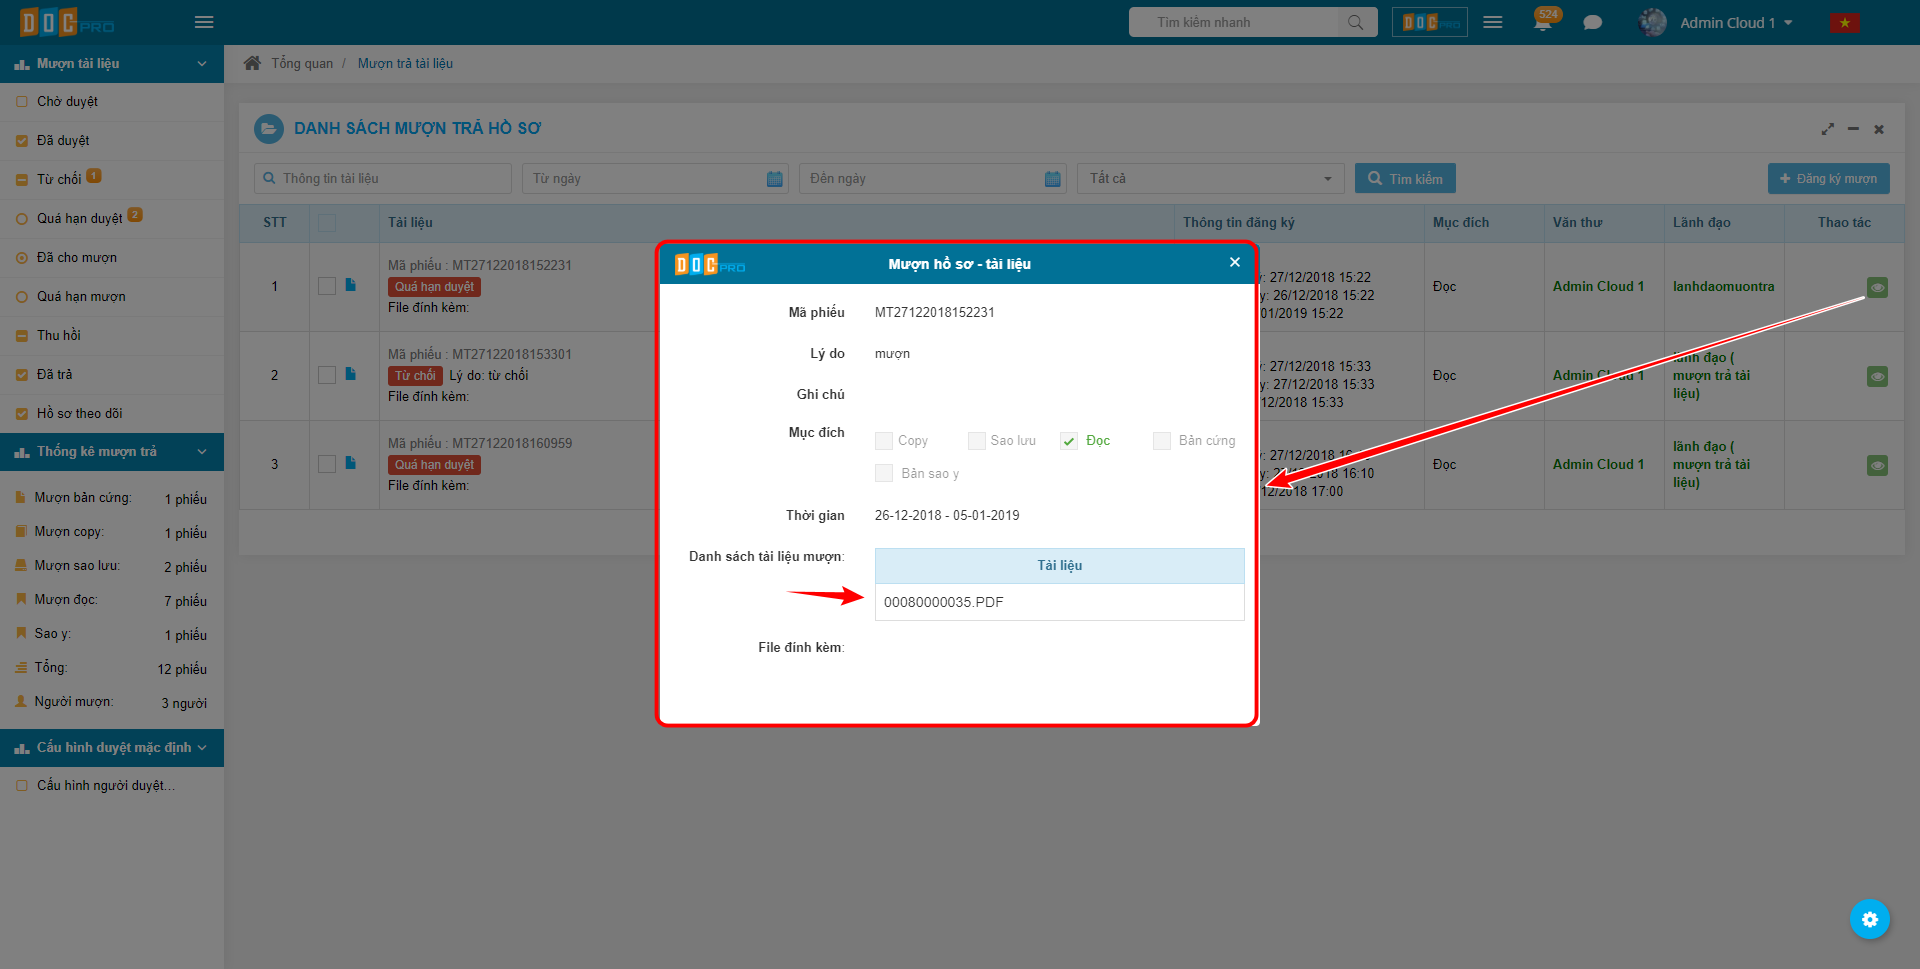 DOC PRO
Tìm kiếm nhanh
DOC PRO
524
Admin Cloud 1
Mượn tài liệu
Tổng quan / Mượn trả tài liệu
Chờ duyệt
Đã duyệt
Từ chối 1
Quá hạn duyệt 2
Đã cho mượn
Quá hạn mượn
Thu hồi
Đã trả
Hồ sơ theo dõi
Thống kê mượn trả
Mượn bản cứng: 1 phiếu
Mượn copy: 1 phiếu
Mượn sao lưu: 2 phiếu
Mượn đọc: 7 phiếu
Sao y: 1 phiếu
Tổng: 12 phiếu
Người mượn: 3 người
Cấu hình duyệt mặc định
Cấu hình người duyệt...
DANH SÁCH MƯỢN TRẢ HỒ SƠ
Thông tin tài liệu
Từ ngày
Đến ngày
Tất cả
Tìm kiếm
Đăng ký mượn
STT
Tài liệu
Thông tin đăng ký
Mục đích
Văn thư
Lãnh đạo
Thao tác
1
Mã phiếu : MT27122018152231
Quá hạn duyệt
File đính kèm:
y: 27/12/2018 15:22
y: 26/12/2018 15:22
01/2019 15:22
Đọc
Admin Cloud 1
lanhdaomuontra
2
Mã phiếu : MT27122018153301
Từ chối Lý do: từ chối
File đính kèm:
y: 27/12/2018 15:33
y: 27/12/2018 15:33
12/2018 15:33
Đọc
Admin Cloud 1
lãnh đạo (
mượn trả tài
liệu)
3
Mã phiếu : MT27122018160959
Quá hạn duyệt
File đính kèm:
y: 27/12/2018 16:
2018 16:10
12/2018 17:00
Đọc
Admin Cloud 1
lãnh đạo (
mượn trả tài
liệu)
DOC PRO
Mượn hồ sơ - tài liệu
Mã phiếu MT27122018152231
Lý do mượn
Ghi chú
Mục đích
Copy Sao lưu Đọc Bản cứng
Bản sao y
Thời gian 26-12-2018 - 05-01-2019
Danh sách tài liệu mượn:
Tài liệu
00080000035.PDF
File đính kèm: